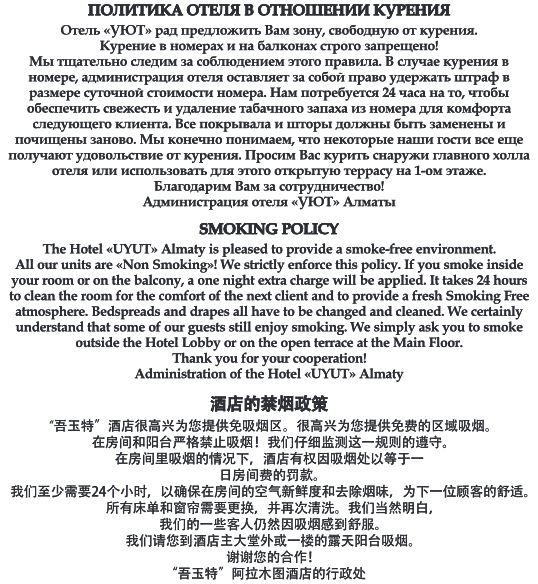 ПОЛИТИКА ОТЕЛЯ В ОТНОШЕНИИ КУРЕНИЯ
Отель «УЮТ» рад предложить Вам зону, свободную от курения.
Курение в номерах и на балконах строго запрещено!
Мы тщательно следим за соблюдением этого правила. В случае курения в
номере, администрация отеля оставляет за собой право удержать штраф в
размере суточной стоимости номера. Нам потребуется 24 часа на то, чтобы
обеспечить свежесть и удаление табачного запаха из номера для комфорта
следующего клиента. Все покрывала и шторы должны быть заменены и
почищены заново. Мы конечно понимаем, что некоторые наши гости все еще
получают удовольствие от курения. Просим Вас курить снаружи главного холла
отеля или использовать для этого открытую террасу на 1-ом этаже.
Благодарим Вам за сотрудничество!
Администрация отеля «УЮТ» Алматы
SMOKING POLICY
The Hotel «UYUT» Almaty is pleased to provide a smoke-free environment.
All our units are «Non Smoking»! We strictly enforce this policy. If you smoke inside
your room or on the balcony, a one night extra charge will be applied. It takes 24 hours
to clean the room for the comfort of the next client and to provide a fresh Smoking Free
atmosphere. Bedspreads and drapes all have to be changed and cleaned. We certainly
understand that some of our guests still enjoy smoking. We simply ask you to smoke
outside the Hotel Lobby or on the open terrace at the Main Floor.
Thank you for your cooperation!
Administration of the Hotel «UYUT» Almaty
酒店的禁烟政策
“吾玉特”酒店很高兴为您提供免吸烟区。很高兴为您提供免费的区域吸烟。
在房间和阳台严格禁止吸烟！我们仔细监测这一规则的遵守。
在房间里吸烟的情况下，酒店有权因吸烟处以等于一
日房间费的罚款。
我们至少需要24个小时，以确保在房间的空气新鲜度和去除烟味，为下一位顾客的舒适。
所有床单和窗帘需要更换，并再次清洗。我们当然明白，
我们的一些客人仍然因吸烟感到舒服。
我们请您到酒店主大堂外或一楼的露天阳台吸烟。
谢谢您的合作！
“吾玉特”阿拉木图酒店的行政处